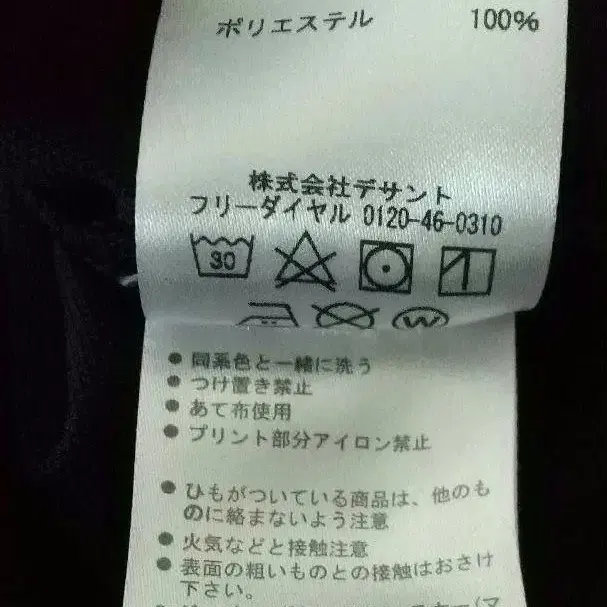 ポリエステル 100%
株式会社デサント
フリーダイヤル 0120-46-0310
30
W
● 同系色と一緒に洗う
● つけ置き禁止
● あて布使用
● プリント部分アイロン禁止
● ひもがついている商品は、他のも
のに絡まないよう注意
● 火気などと接触注意
● 表面の粗いものとの接触はおさけ
下さい。